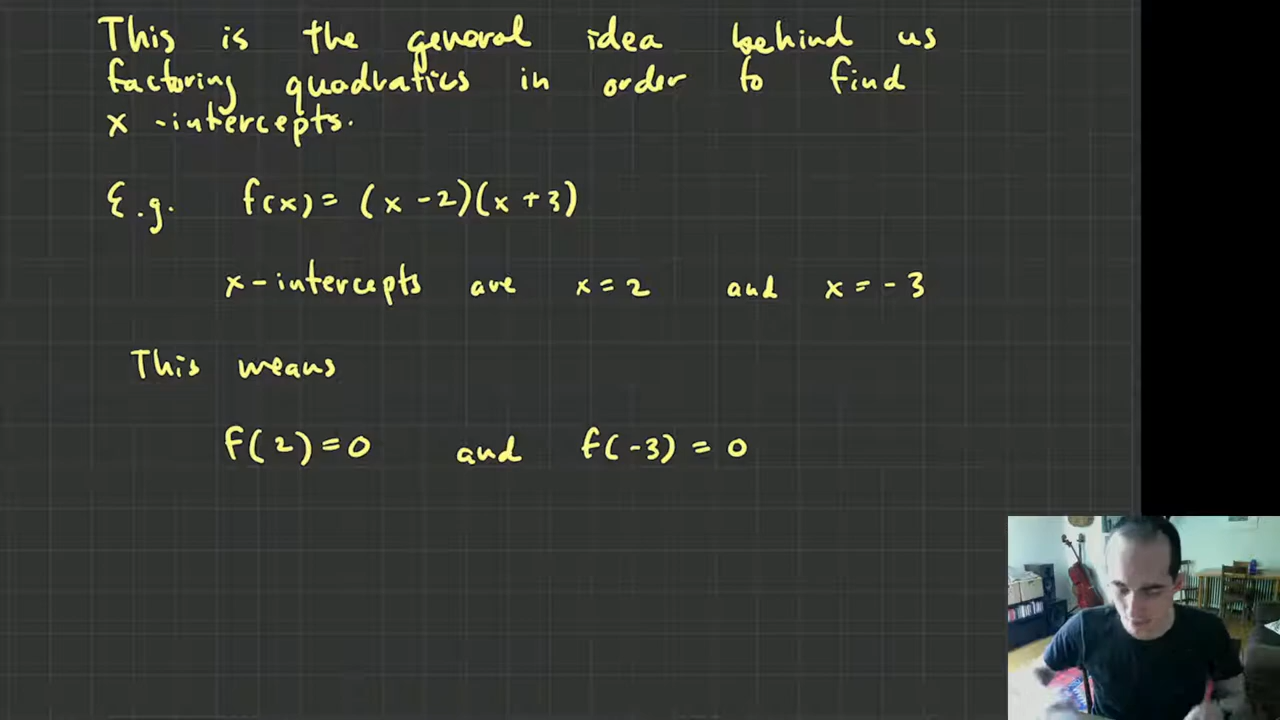 This is the general idea behind us
factoring quadratics in order to find
x-intercepts.
E.g. f(x) = (x-2)(x+3)
x-intercepts are x=2 and x=-3
This means
f(2)=0 and f(-3)=0